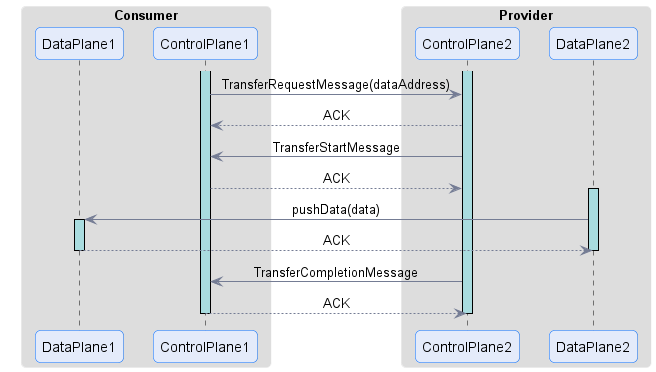 Consumer
Provider
DataPlane1
ControlPlane1
ControlPlane2
DataPlane2
TransferRequestMessage(dataAddress)
ACK
TransferStartMessage
ACK
pushData(data)
ACK
TransferCompletionMessage
ACK
DataPlane1
ControlPlane1
ControlPlane2
DataPlane2